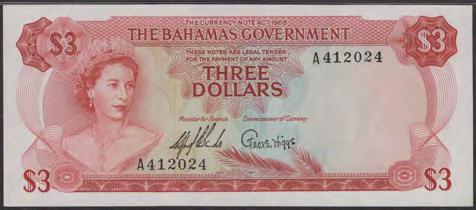 THE CURRENCY NOTE ACT 1965
THE BAHAMAS GOVERNMENT
$3 $3
THESE NOTES ARE LEGAL TENDER
FOR THE PAYMENT OF ANY AMOUNT
A412024
THREE
DOLLARS
Minister for Finance Commissioner of Currency
A412024
$3 $3